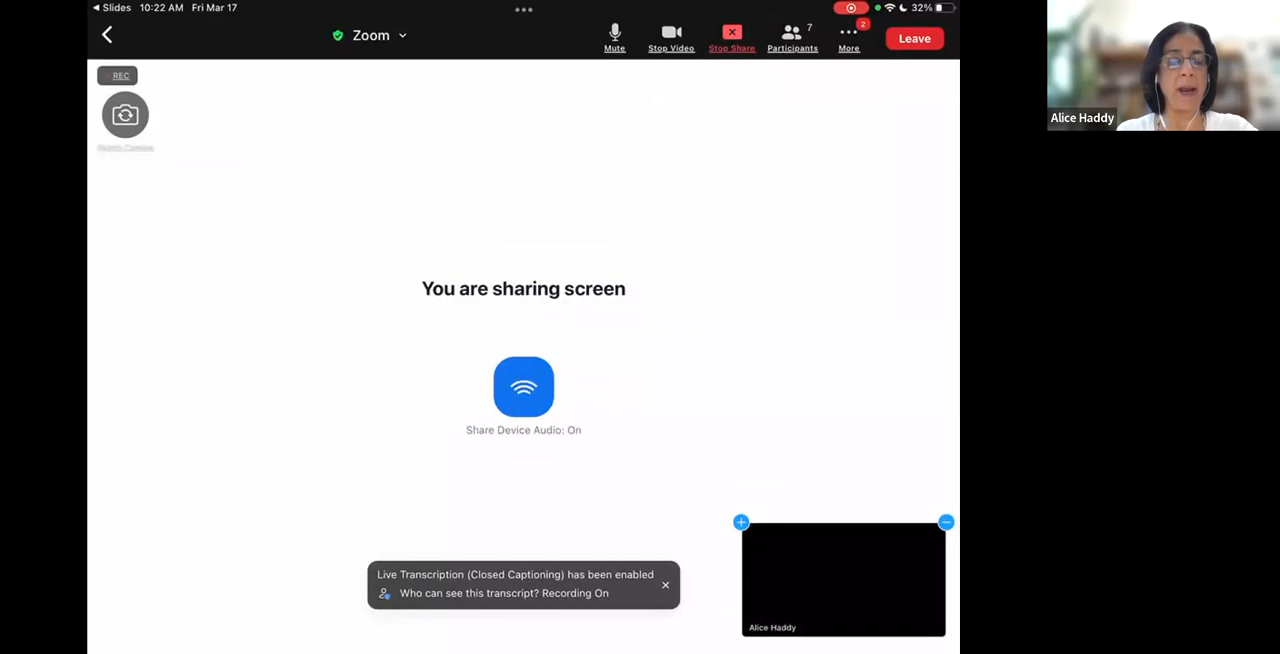 Slides 10:22 AM Fri Mar 17
32%
Zoom
Mute
Stop Video
Stop Share
7
Participants
2
More
Leave
REC
Alice Haddy
You are sharing screen
Share Device Audio: On
Live Transcription (Closed Captioning) has been enabled
Who can see this transcript? Recording On
Alice Haddy